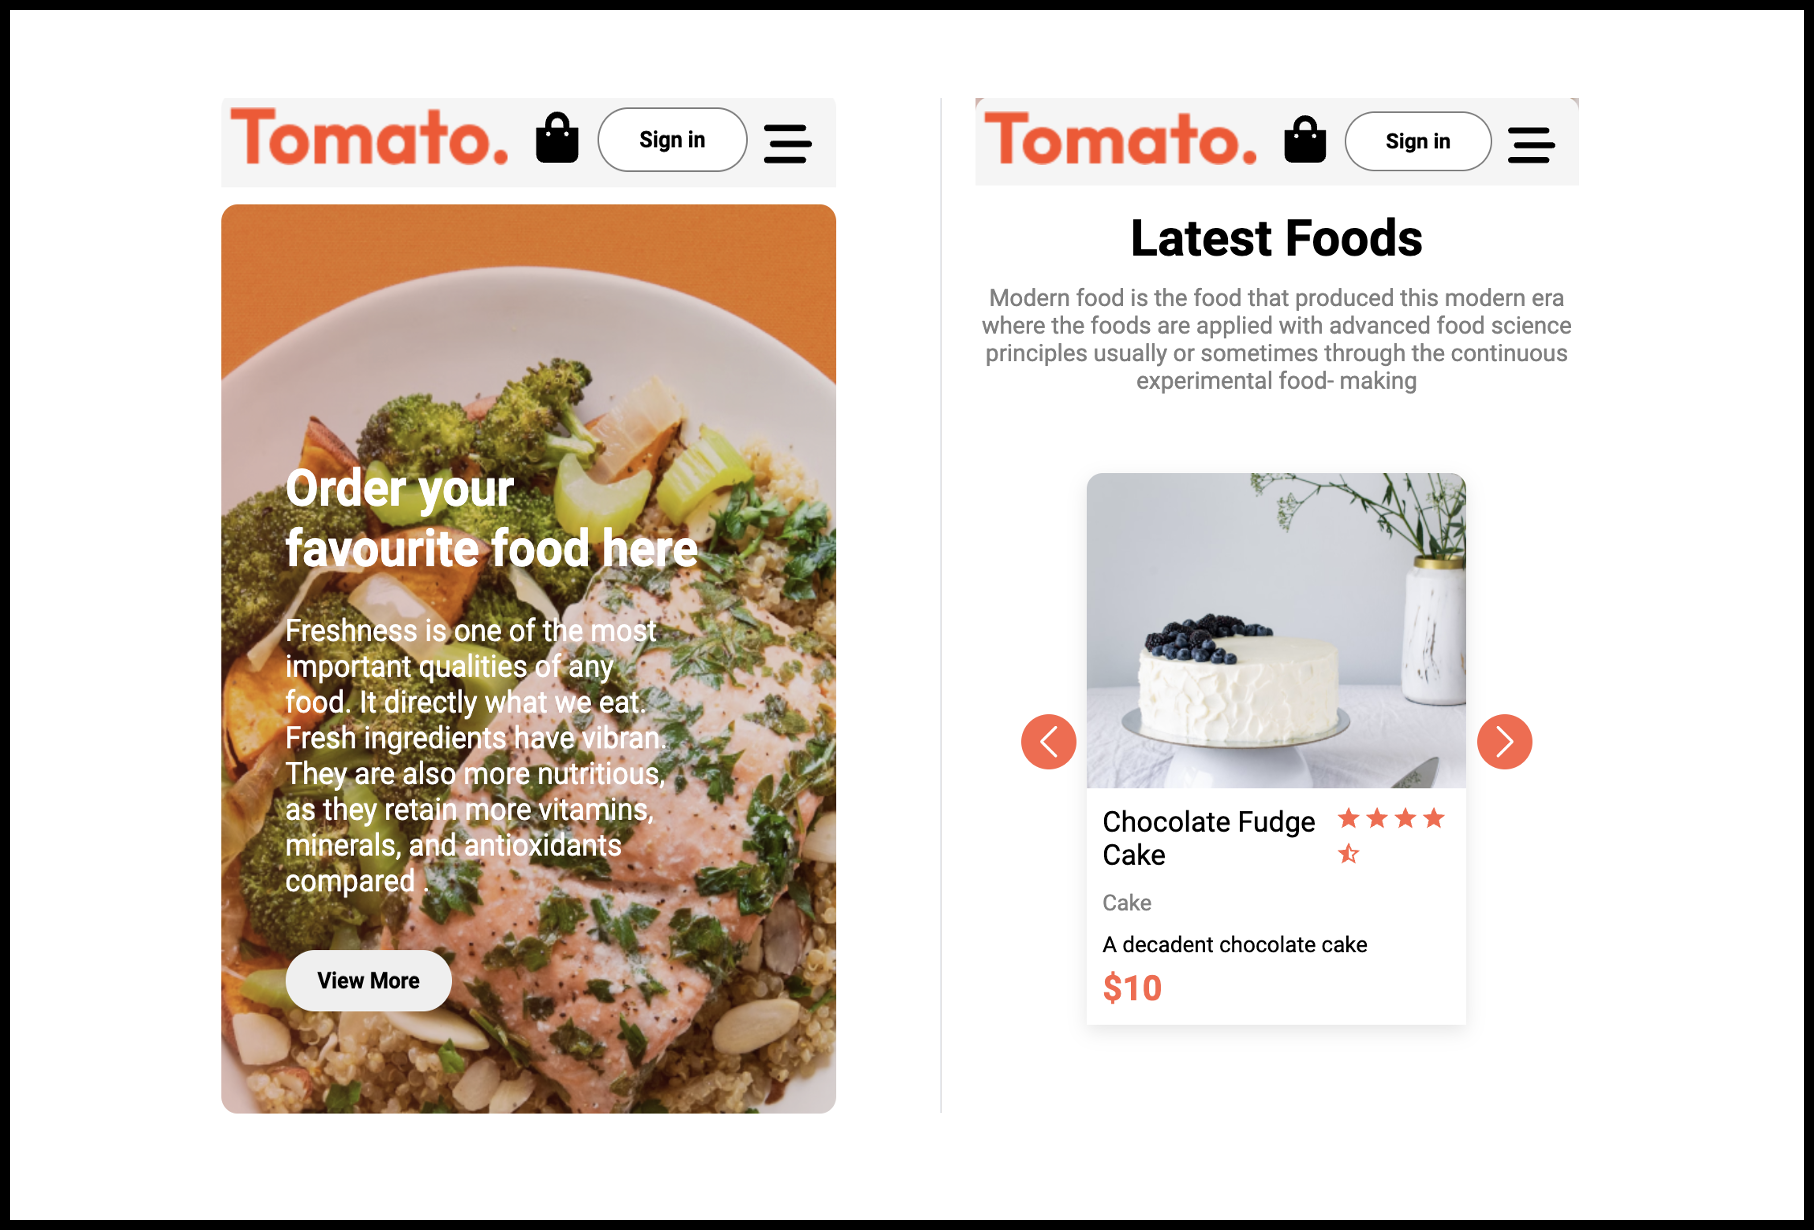 Tomato.
Sign in
Order your
favourite food here
Freshness is one of the most
important qualities of any
food. It directly what we eat.
Fresh ingredients have vibran.
They are also more nutritious,
as they retain more vitamins,
minerals, and antioxidants
compared .
View More
Tomato.
Sign in
Latest Foods
Modern food is the food that produced this modern era
where the foods are applied with advanced food science
principles usually or sometimes through the continuous
experimental food- making
Chocolate Fudge
Cake
Cake
A decadent chocolate cake
$10